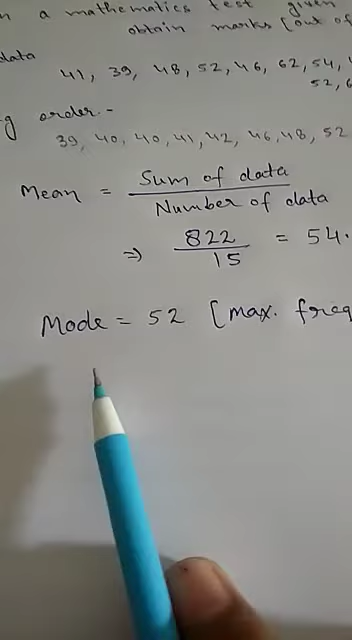 n a mathematics test given
obtain marks (out of
data
41, 39, 48, 52, 46, 62, 54,
52,
g order -
39, 40, 40, 41, 42, 46, 48, 52
Mean = Sum of data
Number of data
⇒ 822 = 54.
15
Mode = 52 [max. freq